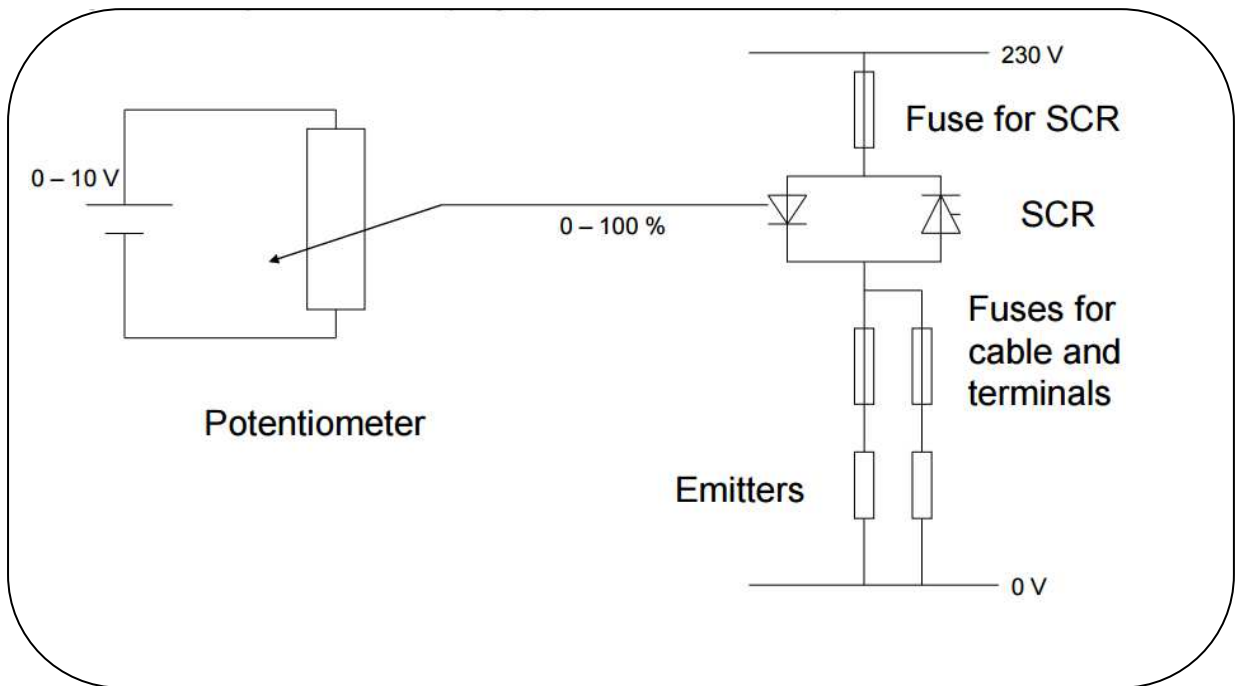 230 V
Fuse for SCR
0 – 10 V
SCR
0 – 100 %
Fuses for
cable and
terminals
Potentiometer
Emitters
0 V